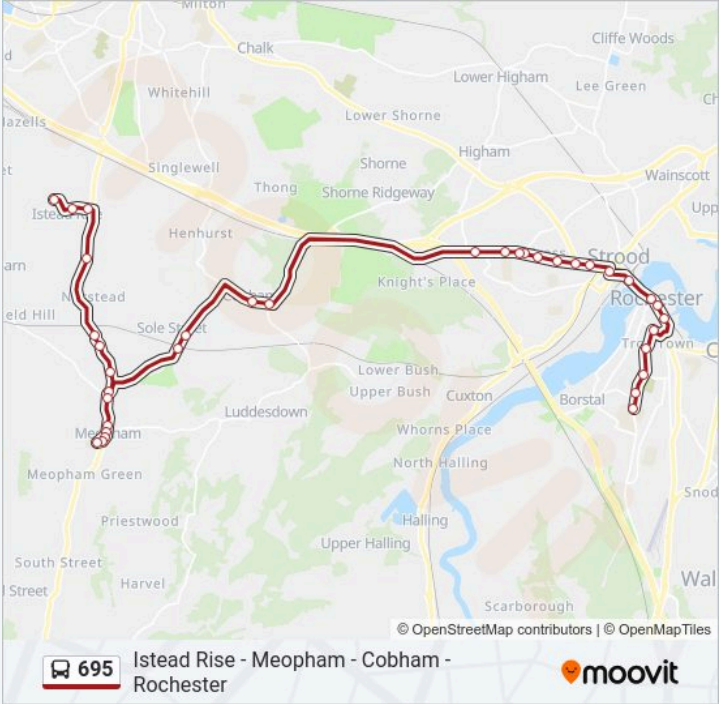 Milton
Cliffe Woods
Chalk
Lower Higham
Lee Green
Whitehill
Lower Shorne
Higham
Shorne
Singlewell
Wainscott
Thong
Shorne Ridgeway
Henhurst
Strood
Knight's Place
Rochester
Sole Street
Lower Bush
Upper Bush
Cuxton
Borstal
Luddesdown
Whorns Place
North Halling
Meopham Green
Priestwood
Halling
South Street
Upper Halling
Harvel
Scarborough
© OpenStreetMap contributors | © OpenMapTiles
695
Istead Rise - Meopham - Cobham -
Rochester
moovit